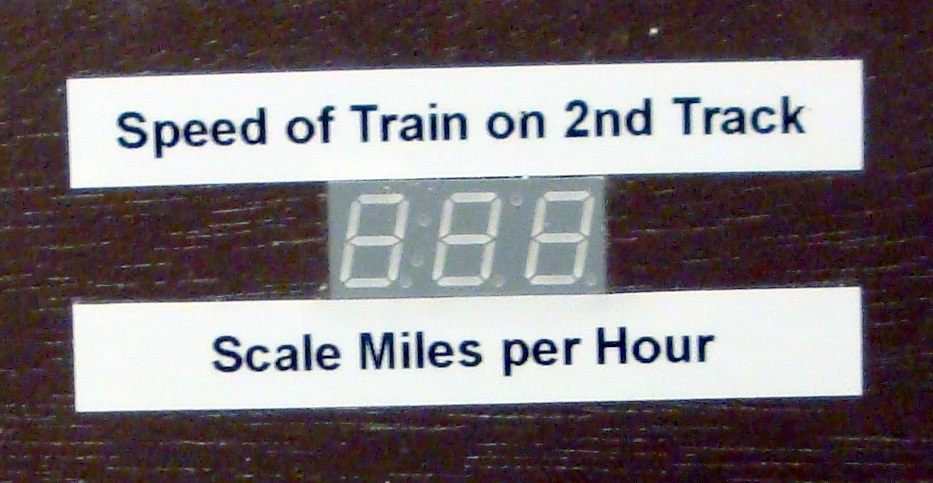 Speed of Train on 2nd Track
Scale Miles per Hour